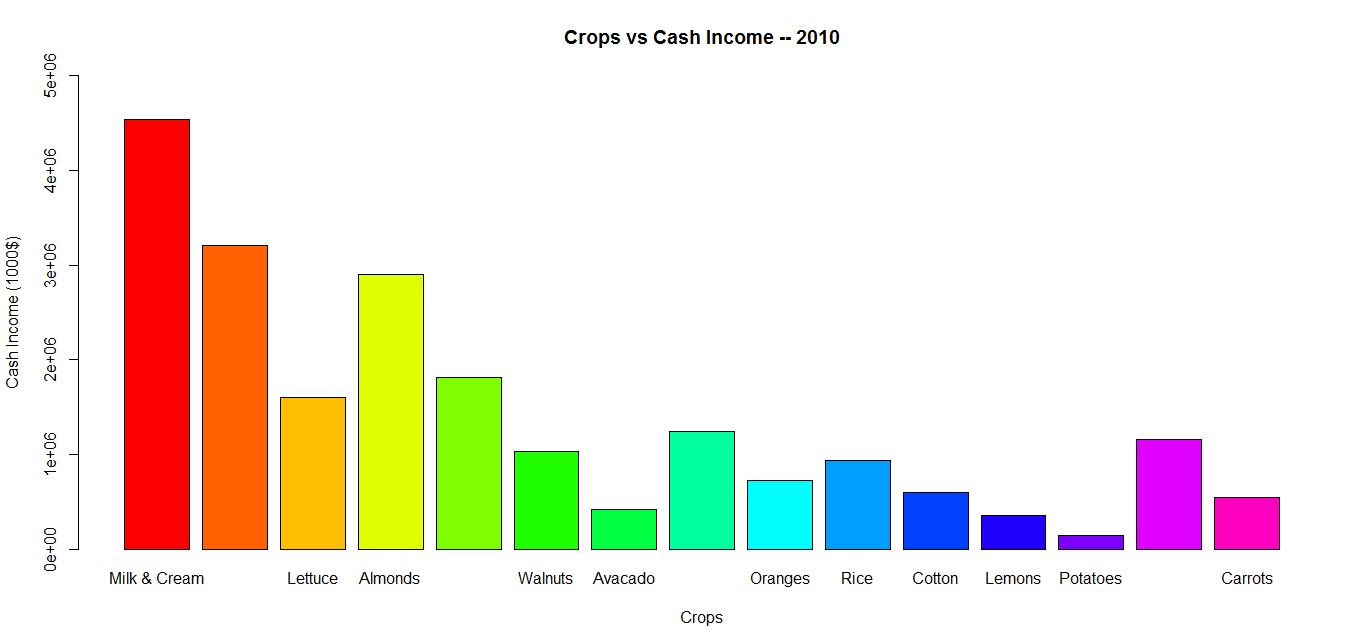 Crops vs Cash Income -- 2010
Cash Income (1000$)
5e+06
4e+06
3e+06
2e+06
1e+06
0e+00
Milk & Cream Lettuce Almonds Walnuts Avacado Oranges Rice Cotton Lemons Potatoes Carrots
Crops